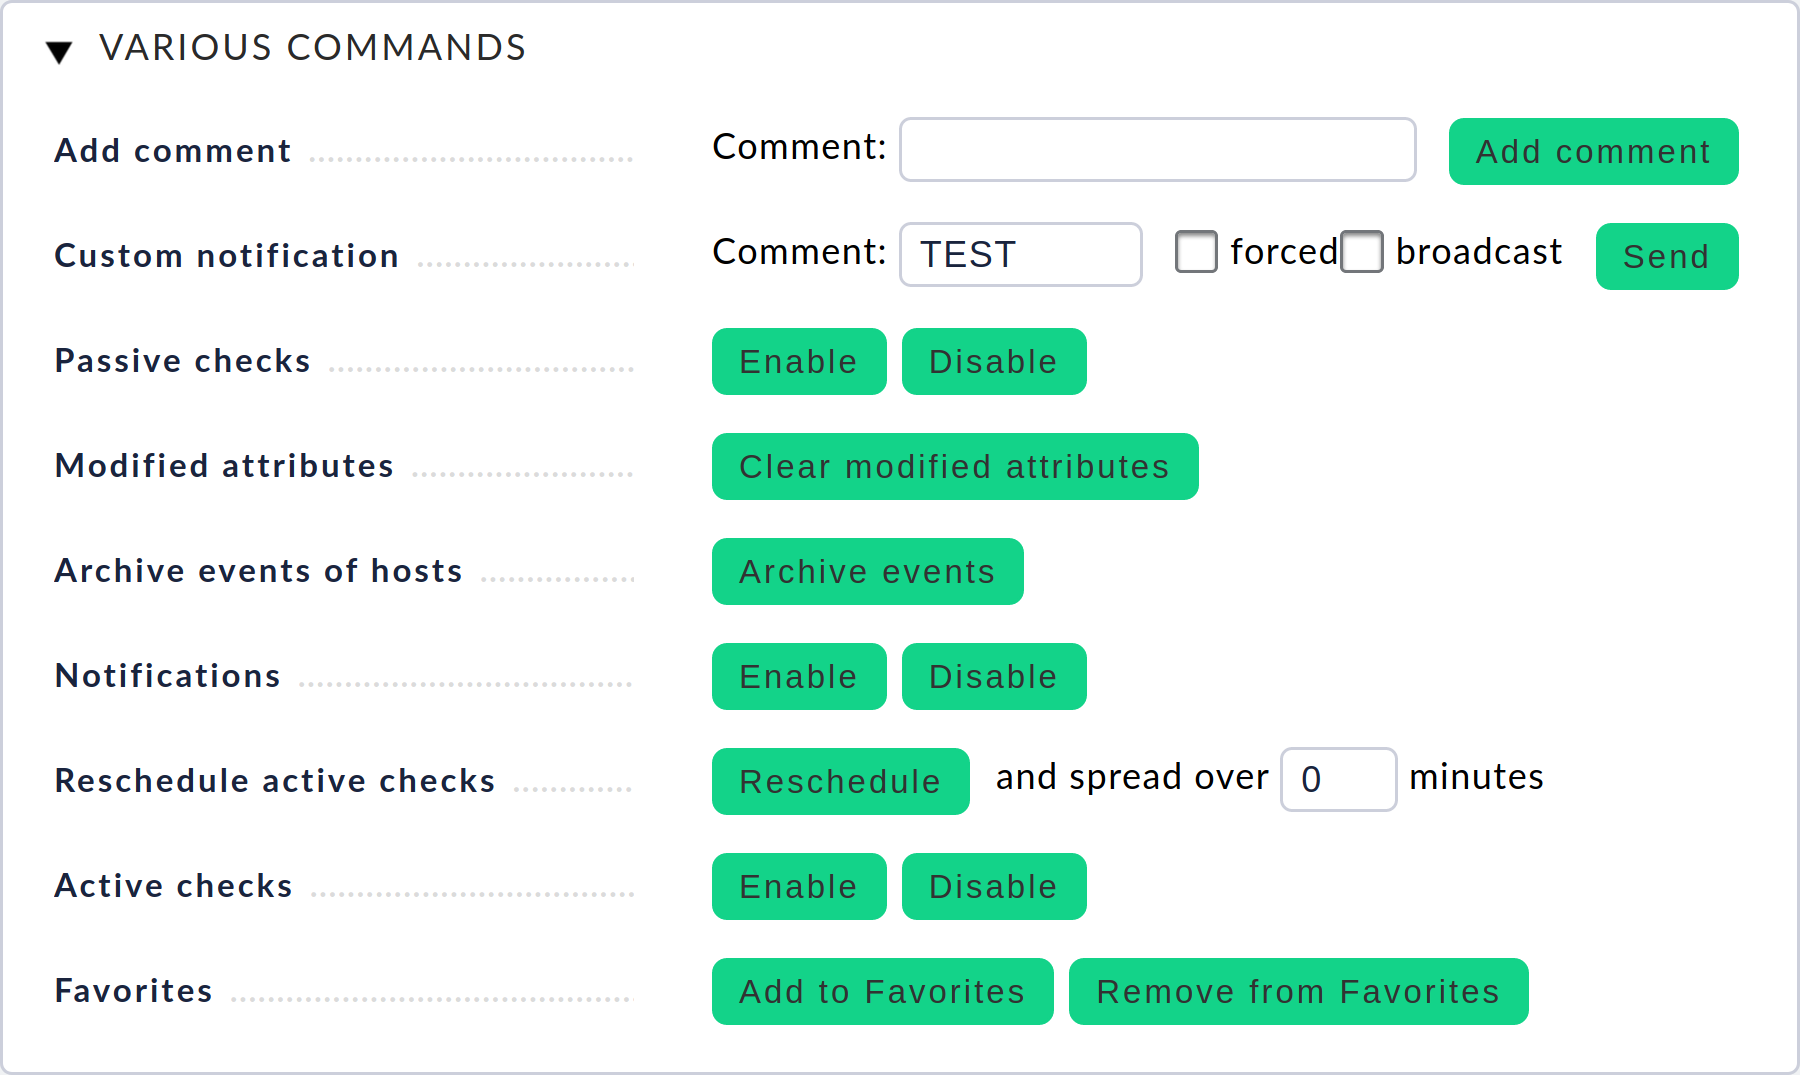 VARIOUS COMMANDS
Add comment Comment: Add comment
Custom notification Comment: TEST forced broadcast Send
Passive checks Enable Disable
Modified attributes Clear modified attributes
Archive events of hosts Archive events
Notifications Enable Disable
Reschedule active checks Reschedule and spread over 0 minutes
Active checks Enable Disable
Favorites Add to Favorites Remove from Favorites